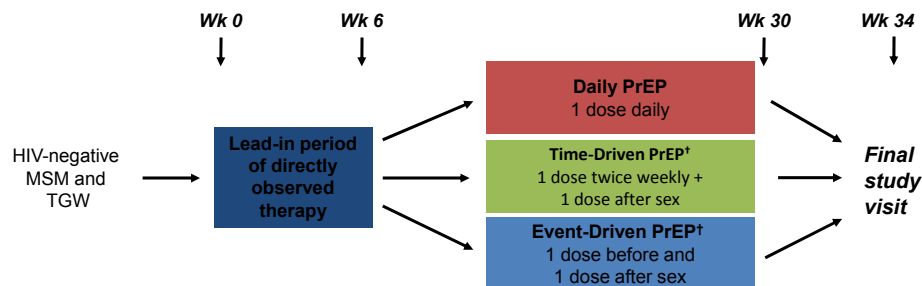 Wk 0
Wk 6
Wk 30
Wk 34
HIV-negative
MSM and
TGW
Lead-in period
of directly
observed
therapy
Daily PrEP
1 dose daily
Time-Driven PrEP†
1 dose twice weekly +
1 dose after sex
Event-Driven PrEP†
1 dose before and
1 dose after sex
Final
study
visit